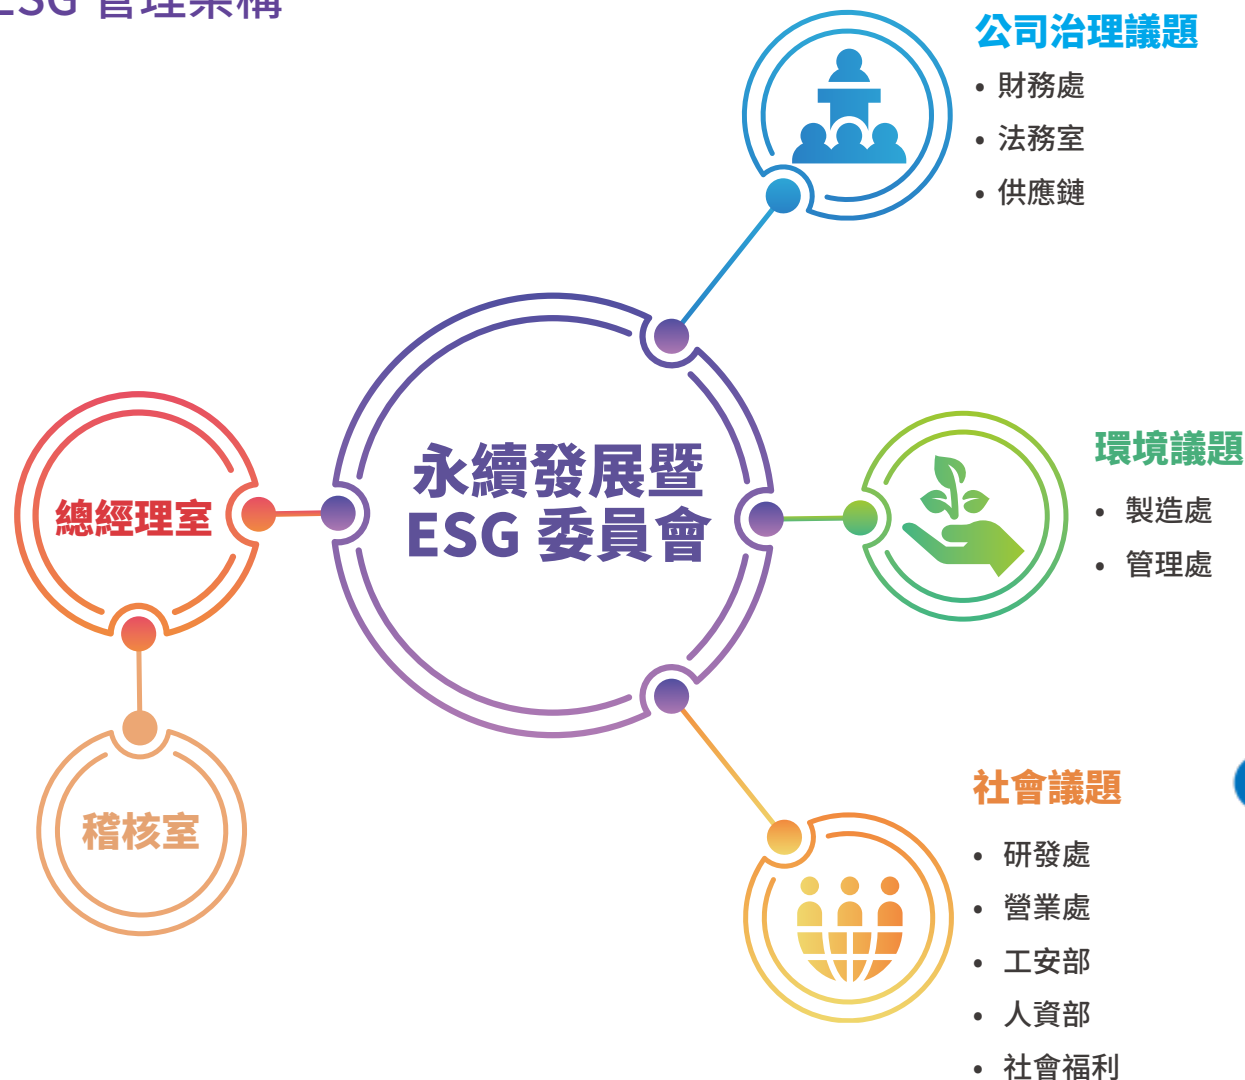 ESG 管理架構
公司治理議題
• 財務處
• 法務室
• 供應鏈
永續發展暨
ESG 委員會
總經理室
稽核室
環境議題
• 製造處
• 管理處
社會議題
• 研發處
• 營業處
• 工安部
• 人資部
• 社會福利